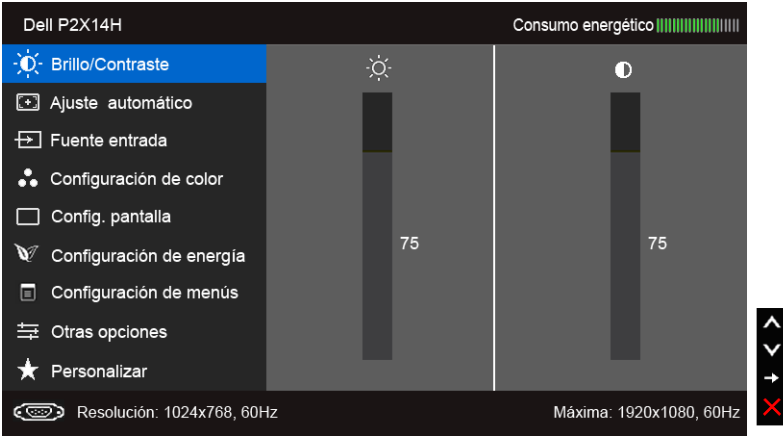 Dell P2X14H
Consumo energético
Brillo/Contraste
Ajuste automático
Fuente entrada
Configuración de color
Config. pantalla
Configuración de energía
Configuración de menús
Otras opciones
Personalizar
75
75
Resolución: 1024x768, 60Hz
Máxima: 1920x1080, 60Hz